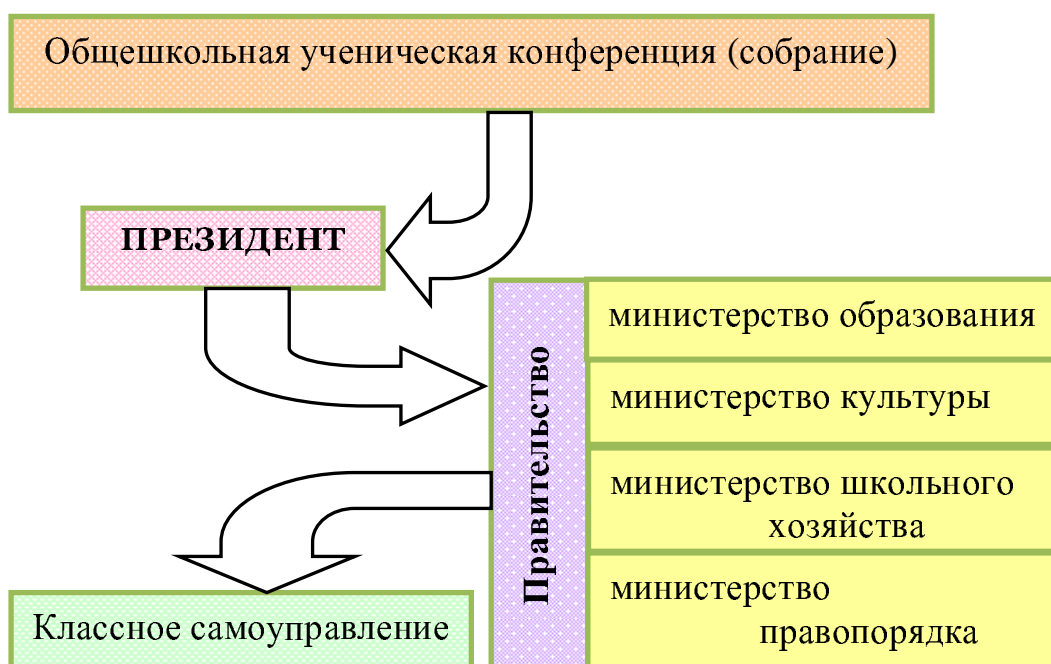 Общешкольная ученическая конференция (собрание)
ПРЕЗИДЕНТ
Правительство
министерство образования
министерство культуры
министерство школьного
хозяйства
министерство
правопорядка
Классное самоуправление